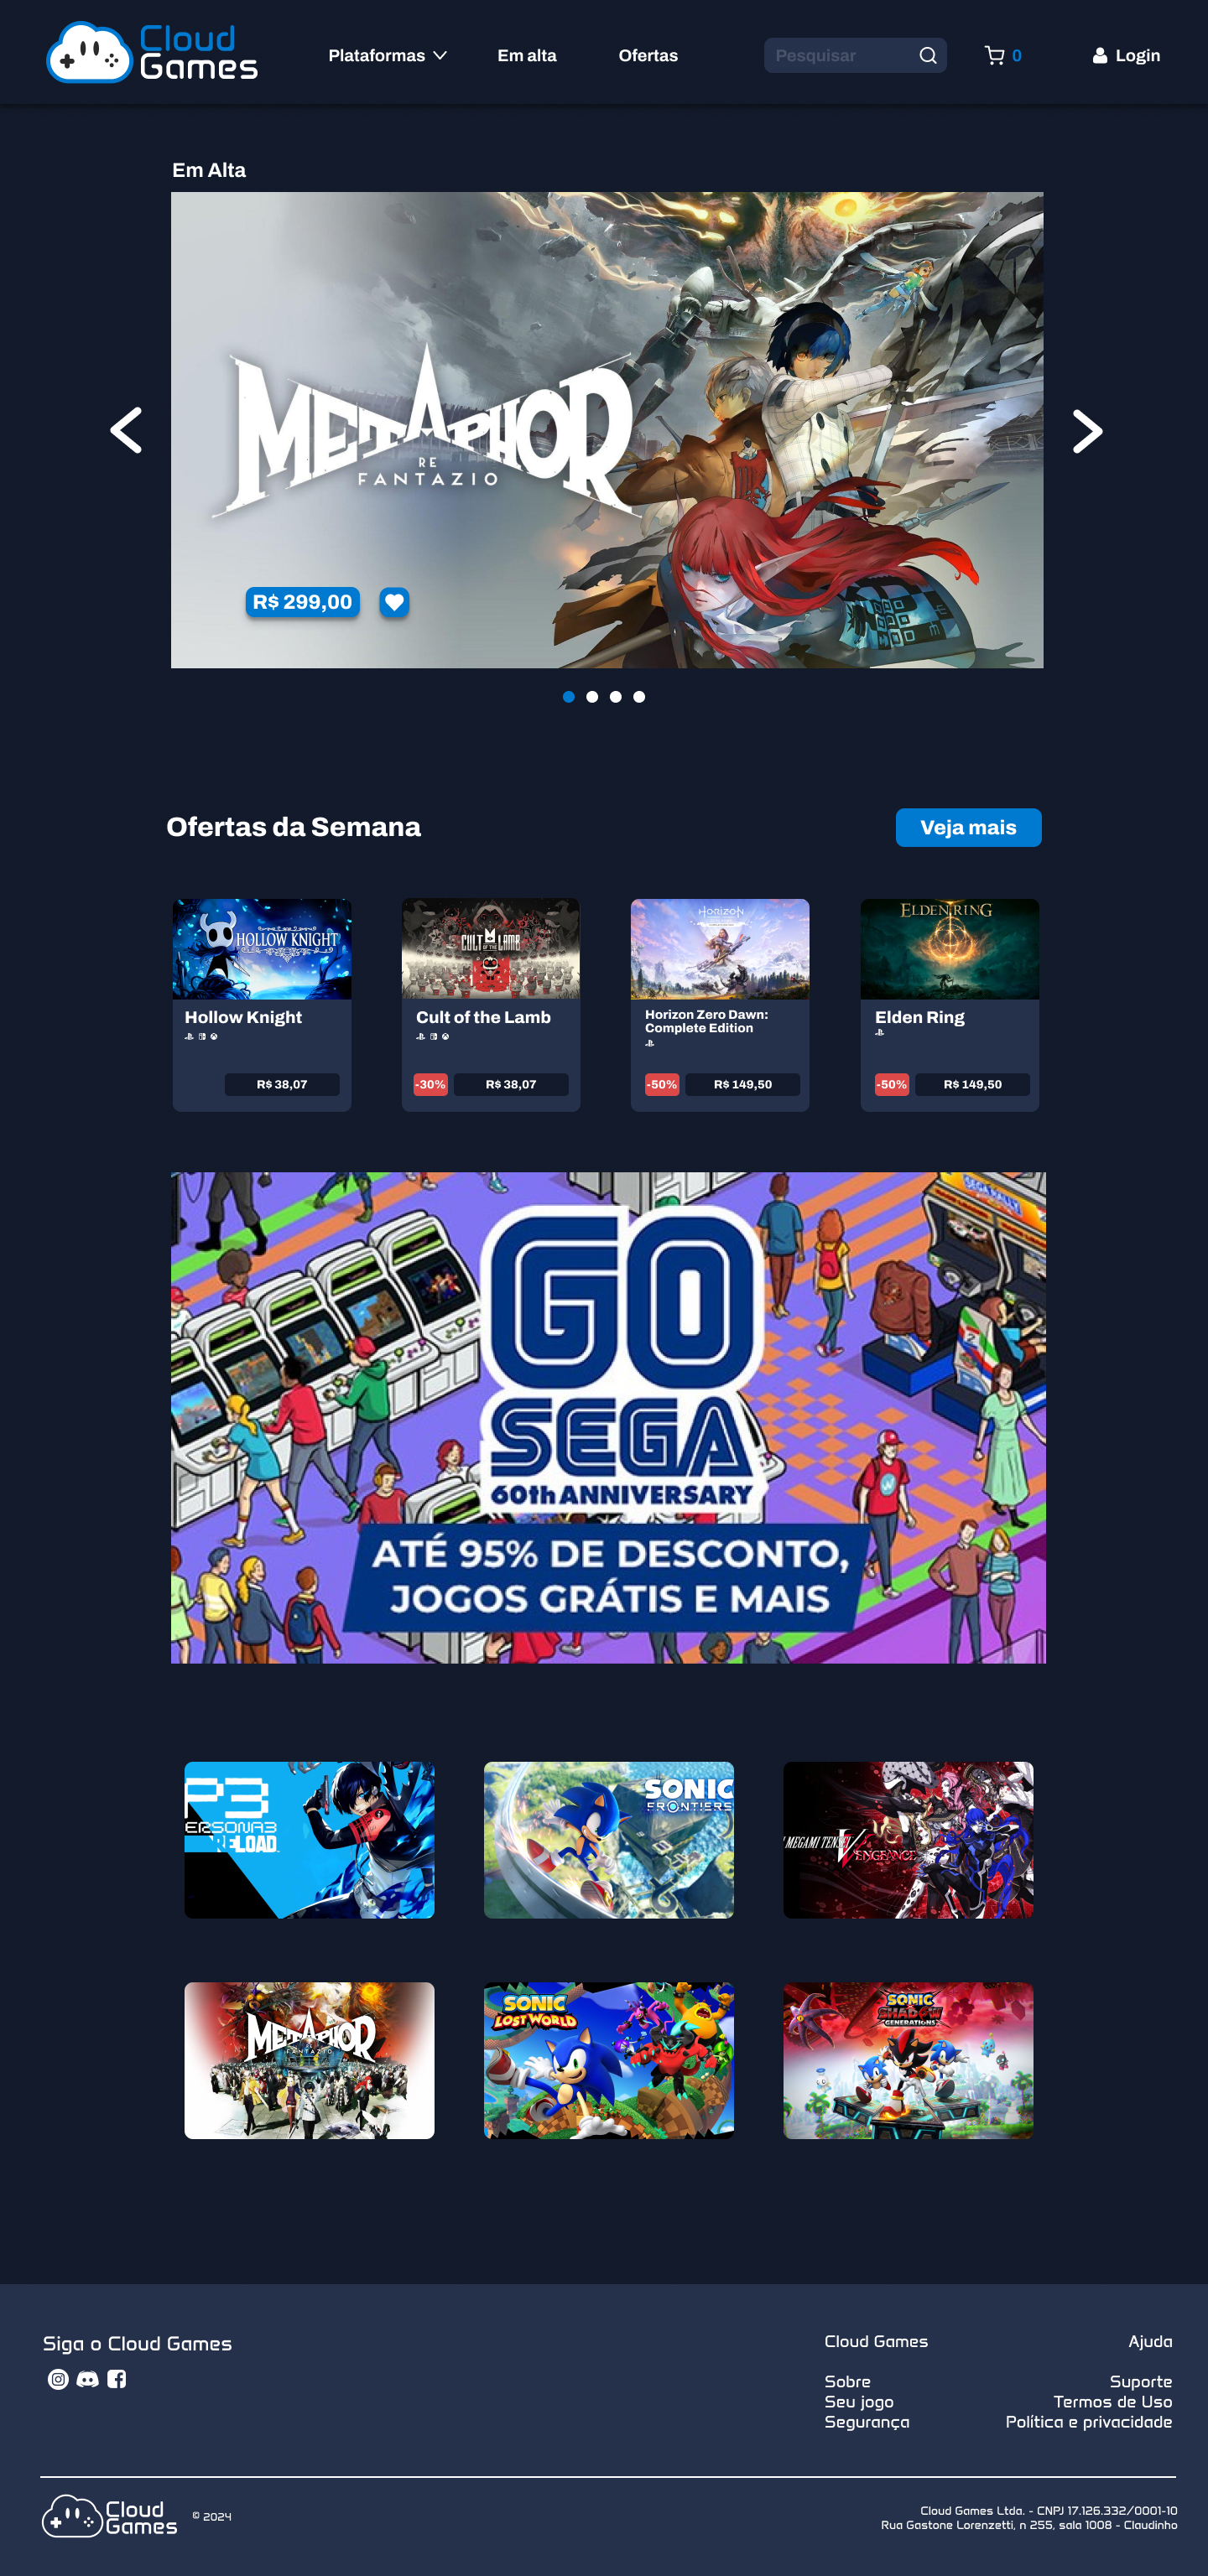 Cloud
Games
Plataformas
Em alta
Ofertas
Pesquisar
0
Login
Em Alta
METAPHOR
RE
FANTAZIO
R$ 299,00
Ofertas da Semana
Veja mais
HOLLOW KNIGHT
Hollow Knight
R$ 38,07
CULT OF THE LAMB
Cult of the Lamb
-30%
R$ 38,07
HORIZON
Horizon Zero Dawn:
Complete Edition
-50%
R$ 149,50
ELDEN RING
Elden Ring
-50%
R$ 149,50
GO
SEGA
60th ANNIVERSARY
ATÉ 95% DE DESCONTO,
JOGOS GRÁTIS E MAIS
P3
ERSONA3
RELOAD
SONIC
FRONTIERS
MEGAMI TENSEI
V
VENGEANCE
METAPHOR
FANTAZIO
SONIC
LOST WORLD
SONIC
SHADOW
GENERATIONS
Siga o Cloud Games
Cloud Games
Sobre
Seu jogo
Segurança
Ajuda
Suporte
Termos de Uso
Política e privacidade
Cloud
Games
© 2024
Cloud Games Ltda. - CNPJ 17.126.332/0001-10
Rua Gastone Lorenzetti, n 255, sala 1008 - Claudinho